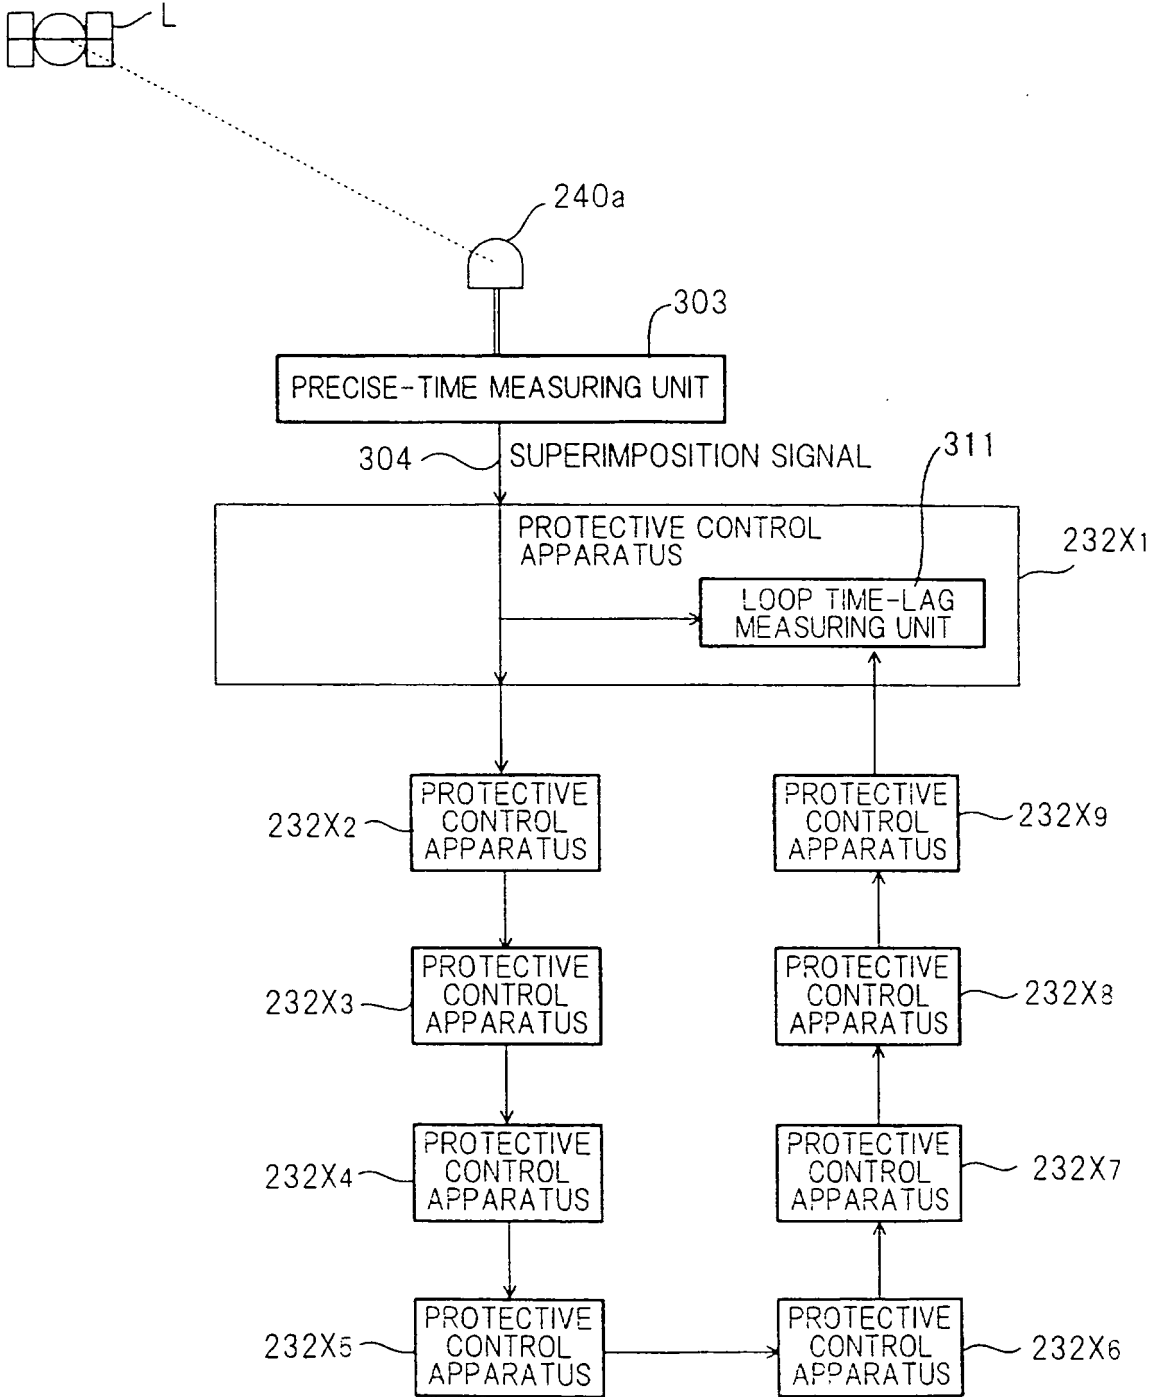 L
240a
303
PRECISE-TIME MEASURING UNIT
304
SUPERIMPOSITION SIGNAL
311
PROTECTIVE CONTROL
APPARATUS
232X1
LOOP TIME-LAG
MEASURING UNIT
232X2
PROTECTIVE
CONTROL
APPARATUS
PROTECTIVE
CONTROL
APPARATUS
232X9
232X3
PROTECTIVE
CONTROL
APPARATUS
PROTECTIVE
CONTROL
APPARATUS
232X8
232X4
PROTECTIVE
CONTROL
APPARATUS
PROTECTIVE
CONTROL
APPARATUS
232X7
232X5
PROTECTIVE
CONTROL
APPARATUS
PROTECTIVE
CONTROL
APPARATUS
232X6